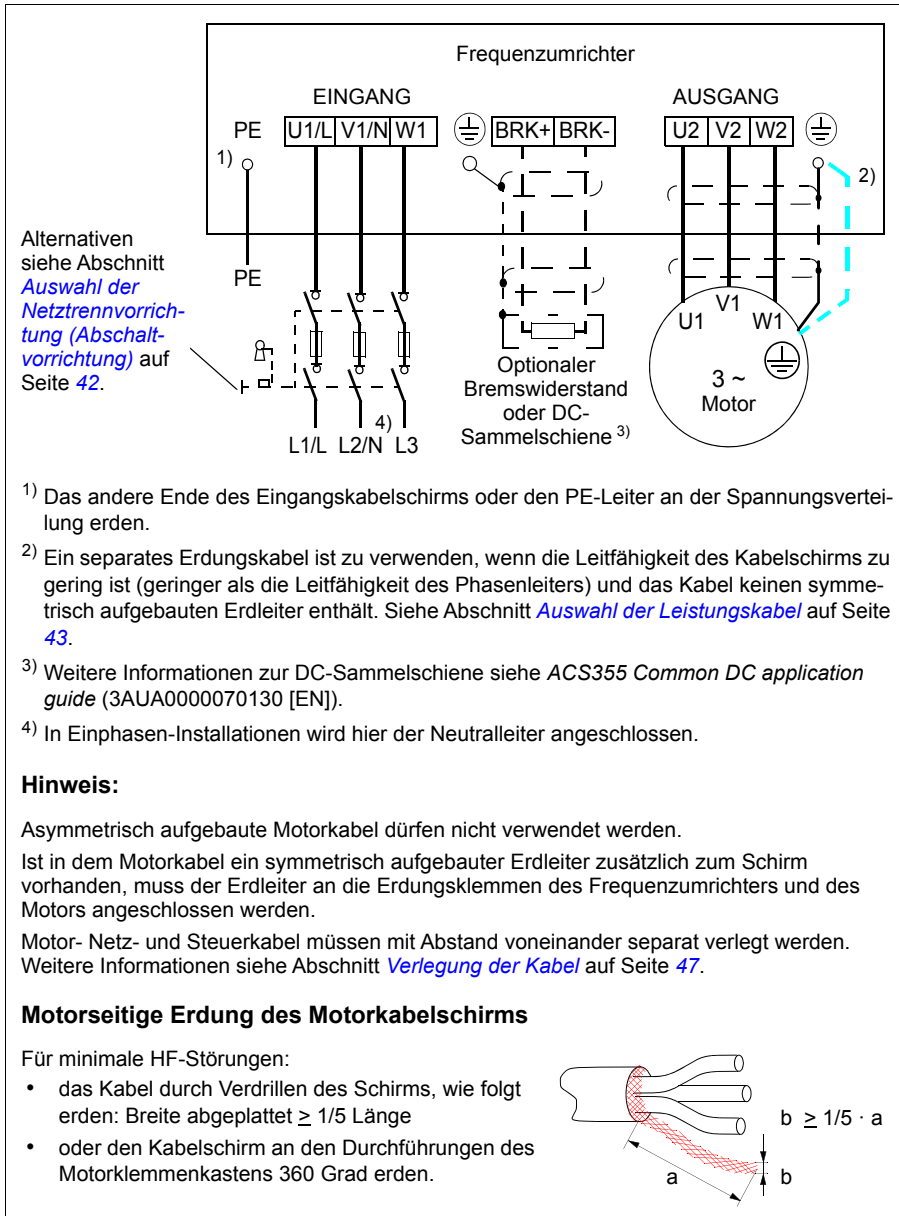 Frequenzumrichter
EINGANG
AUSGANG
PE
U1/L V1/N W1
BRK+ BRK-
U2 V2 W2
1)
2)
Alternativen
siehe Abschnitt
Auswahl der
Netztrennvorrich-
tung (Abschalt-
vorrichtung) auf
Seite 42.
PE
U1
V1
W1
3 ~
Motor
Optionaler
Bremswiderstand
oder DC-
Sammelschiene 3)
4)
L1/L L2/N L3
1) Das andere Ende des Eingangskabelschirms oder den PE-Leiter an der Spannungsvertei-
lung erden.
2) Ein separates Erdungskabel ist zu verwenden, wenn die Leitfähigkeit des Kabelschirms zu
gering ist (geringer als die Leitfähigkeit des Phasenleiters) und das Kabel keinen symme-
trisch aufgebauten Erdleiter enthält. Siehe Abschnitt Auswahl der Leistungskabel auf Seite
43.
3) Weitere Informationen zur DC-Sammelschiene siehe ACS355 Common DC application
guide (3AUA0000070130 [EN]).
4) In Einphasen-Installationen wird hier der Neutralleiter angeschlossen.
Hinweis:
Asymmetrisch aufgebaute Motorkabel dürfen nicht verwendet werden.
Ist in dem Motorkabel ein symmetrisch aufgebauter Erdleiter zusätzlich zum Schirm
vorhanden, muss der Erdleiter an die Erdungsklemmen des Frequenzumrichters und des
Motors angeschlossen werden.
Motor- Netz- und Steuerkabel müssen mit Abstand voneinander separat verlegt werden.
Weitere Informationen siehe Abschnitt Verlegung der Kabel auf Seite 47.
Motorseitige Erdung des Motorkabelschirms
Für minimale HF-Störungen:
• das Kabel durch Verdrillen des Schirms, wie folgt
erden: Breite abgeplattet ≥ 1/5 Länge
• oder den Kabelschirm an den Durchführungen des
Motorklemmenkastens 360 Grad erden.
b ≥ 1/5 · a
a
b